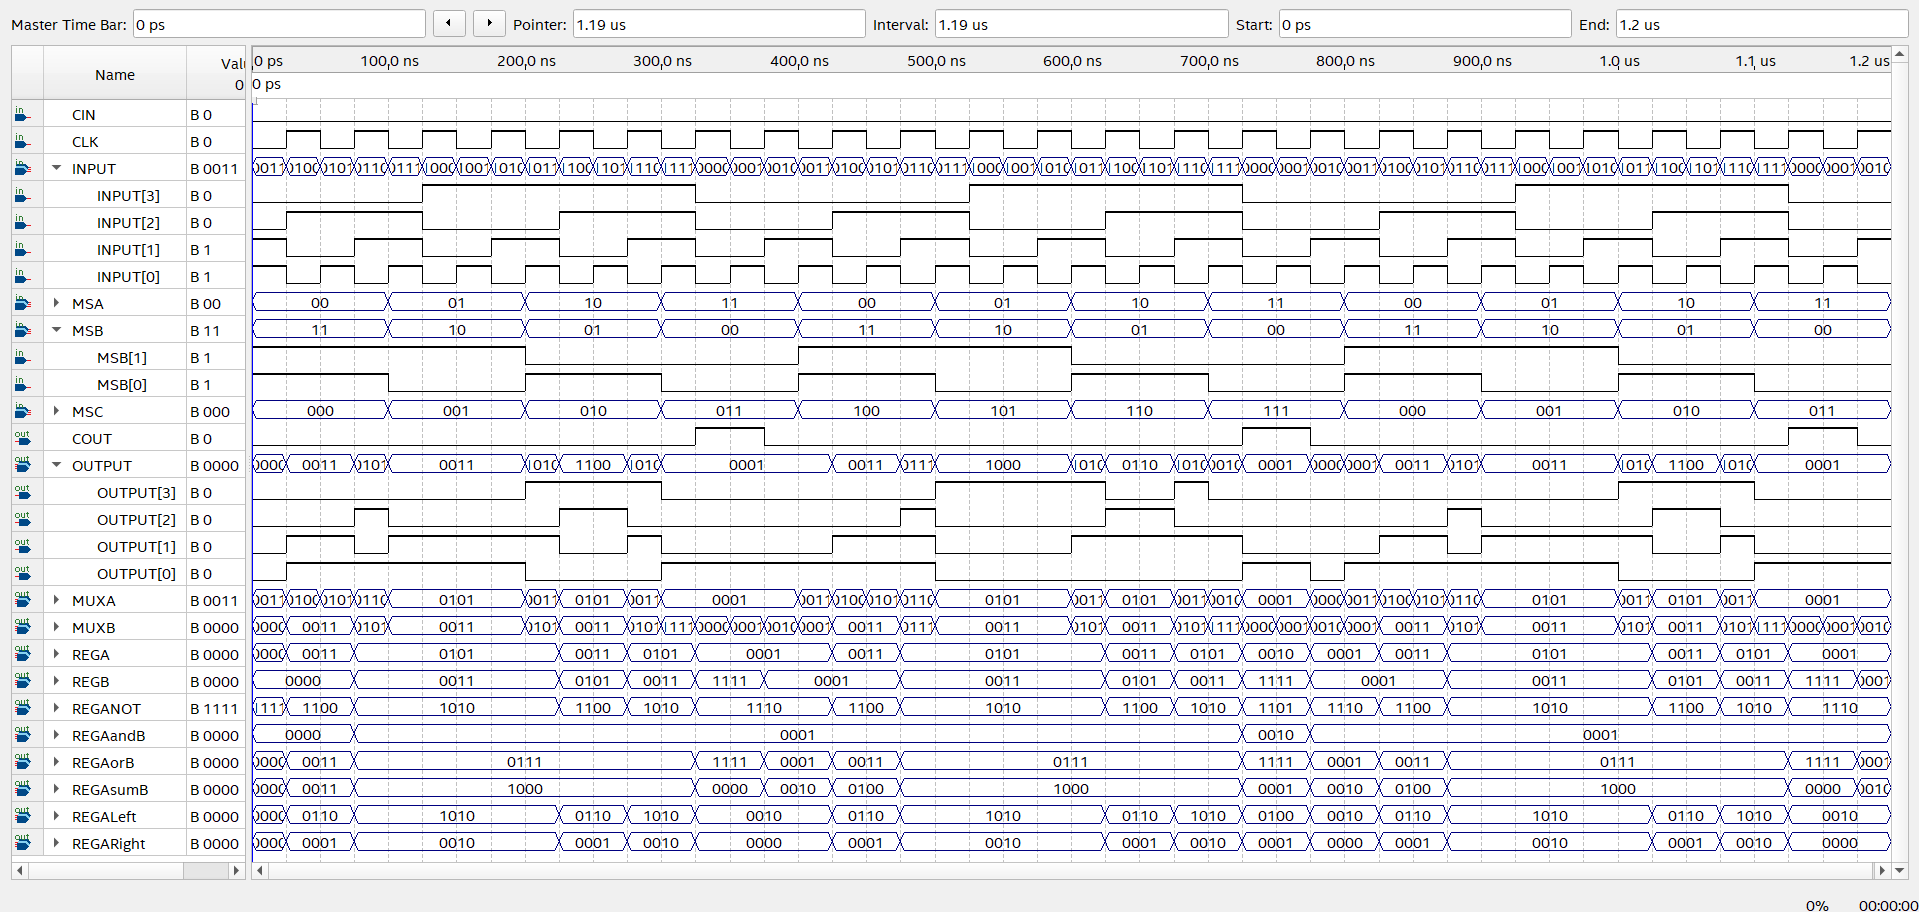 Master Time Bar: 0 ps Pointer: 1.19 us Interval: 1.19 us Start: 0 ps End: 1.2 us
Name Valu 0 ps 100,0 ns 200,0 ns 300,0 ns 400,0 ns 500,0 ns 600,0 ns 700,0 ns 800,0 ns 900,0 ns 1.0 us 1.1 us 1.2 us
0 0 ps
CIN B 0
CLK B 0
INPUT B 0011
INPUT[3] B 0
INPUT[2] B 0
INPUT[1] B 1
INPUT[0] B 1
MSA B 00 00 01 10 11 00 01 10 11 00 01 10 11
MSB B 11 11 10 01 00 11 10 01 00 11 10 01 00
MSB[1] B 1
MSB[0] B 1
MSC B 000 000 001 010 011 100 101 110 111 000 001 010 011
COUT B 0
OUTPUT B 0000 0011 0011 1100 0001 0011 1000 0110 0001 0011 0011 1100 0001
OUTPUT[3] B 0
OUTPUT[2] B 0
OUTPUT[1] B 0
OUTPUT[0] B 0
MUXA B 0011 0101 0101 0001 0101 0101 0001 0101 0101 0001
MUXB B 0000 0011 0011 0011 0011 0011 0011 0011 0011 0011
REGA B 0000 0011 0101 0011 0101 0001 0011 0101 0011 0101 0010 0001 0011 0101 0011 0101 0001
REGB B 0000 0000 0011 0101 0011 1111 0001 0011 0101 0011 1111 0001 0011 0101 0011 1111
REGANOT B 1111 1100 1010 1100 1010 1110 1100 1010 1100 1010 1101 1110 1100 1010 1100 1010 1110
REGAandB B 0000 0000 0001 0010 0001
REGAorB B 0000 0011 0111 1111 0001 0011 0111 1111 0001 0011 0111 1111
REGAsumB B 0000 0011 1000 0000 0010 0100 1000 0001 0010 0100 1000 0000
REGALeft B 0000 0110 1010 0110 1010 0010 0110 1010 0110 1010 0100 0010 0110 1010 0110 1010 0010
REGARight B 0000 0001 0010 0001 0010 0000 0001 0010 0001 0010 0001 0000 0001 0010 0001 0010 0000
0% 00:00:00